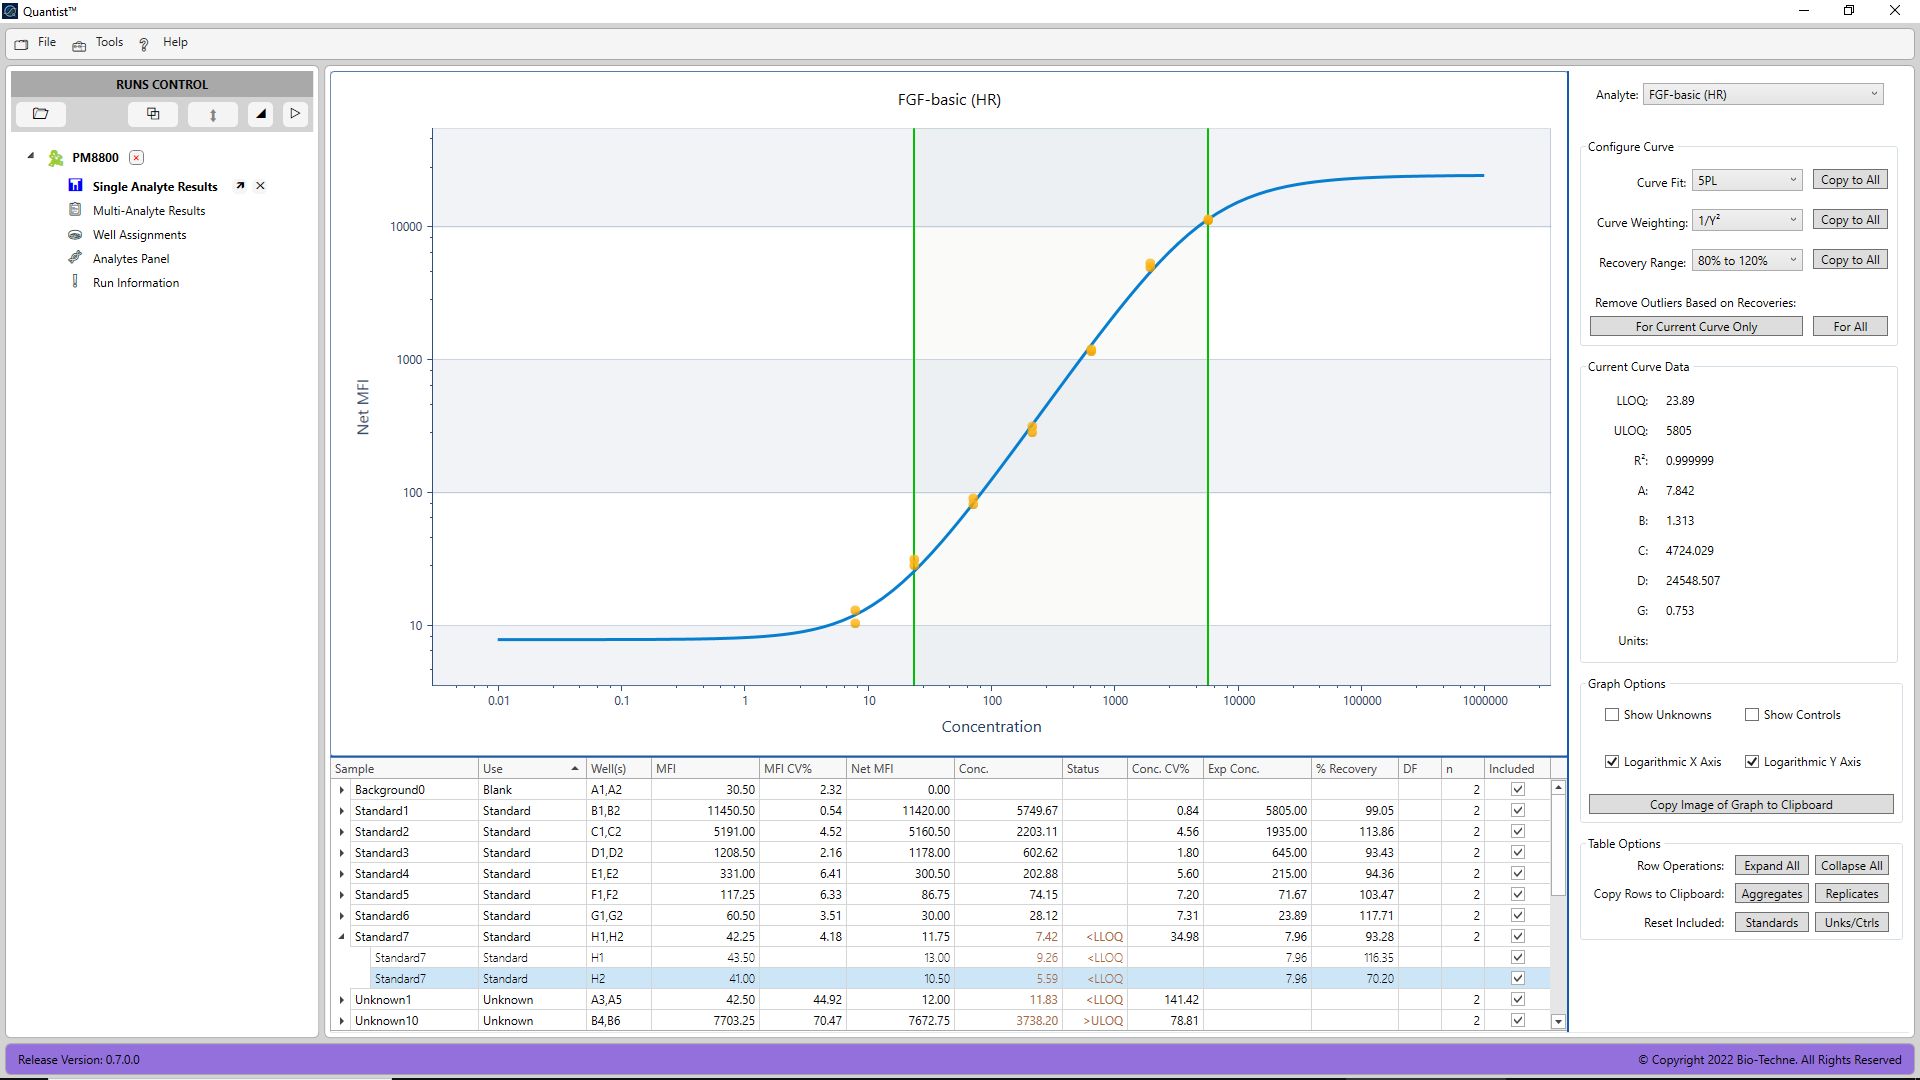 Quantist™
File Tools Help
RUNS CONTROL
PM8800
Single Analyte Results
Multi-Analyte Results
Well Assignments
Analytes Panel
Run Information
FGF-basic (HR)
Net MFI
10000
1000
100
10
0.01 0.1 1 10 100 1000 10000 100000 1000000
Concentration
Analyte: FGF-basic (HR)
Configure Curve
Curve Fit: 5PL Copy to All
Curve Weighting: 1/Y² Copy to All
Recovery Range: 80% to 120% Copy to All
Remove Outliers Based on Recoveries:
For Current Curve Only For All
Current Curve Data
LLOQ: 23.89
ULOQ: 5805
R²: 0.999999
A: 7.842
B: 1.313
C: 4724.029
D: 24548.507
G: 0.753
Units:
Graph Options
Show Unknowns Show Controls
Logarithmic X Axis Logarithmic Y Axis
Copy Image of Graph to Clipboard
Table Options
Row Operations: Expand All Collapse All
Copy Rows to Clipboard: Aggregates Replicates
Reset Included: Standards Unks/Ctrls
Sample Use Well(s) MFI MFI CV% Net MFI Conc. Status Conc. CV% Exp Conc. % Recovery DF n Included
Background0 Blank A1,A2 30.50 2.32 0.00 2
Standard1 Standard B1,B2 11450.50 0.54 11420.00 5749.67 0.84 5805.00 99.05 2
Standard2 Standard C1,C2 5191.00 4.52 5160.50 2203.11 4.56 1935.00 113.86 2
Standard3 Standard D1,D2 1208.50 2.16 1178.00 602.62 1.80 645.00 93.43 2
Standard4 Standard E1,E2 331.00 6.41 300.50 202.88 5.60 215.00 94.36 2
Standard5 Standard F1,F2 117.25 6.33 86.75 74.15 7.20 71.67 103.47 2
Standard6 Standard G1,G2 60.50 3.51 30.00 28.12 7.31 23.89 117.71 2
Standard7 Standard H1,H2 42.25 4.18 11.75 7.42 <LLOQ 34.98 7.96 93.28 2
Standard7 Standard H1 43.50 13.00 9.26 <LLOQ 7.96 116.35
Standard7 Standard H2 41.00 10.50 5.59 <LLOQ 7.96 70.20
Unknown1 Unknown A3,A5 42.50 44.92 12.00 11.83 <LLOQ 141.42 2
Unknown10 Unknown B4,B6 7703.25 70.47 7672.75 3738.20 >ULOQ 78.81 2
Release Version: 0.7.0.0
© Copyright 2022 Bio-Techne. All Rights Reserved